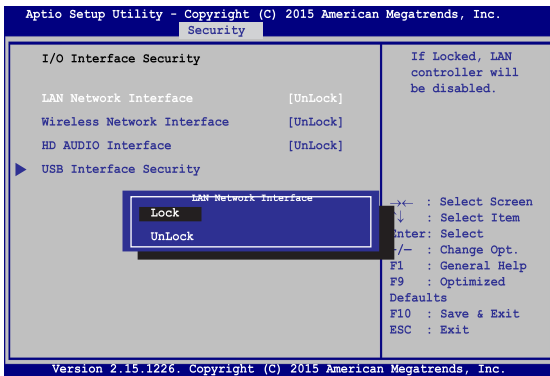 Aptio Setup Utility - Copyright (C) 2015 American Megatrends, Inc.
Security
I/O Interface Security
LAN Network Interface [UnLock]
Wireless Network Interface [UnLock]
HD AUDIO Interface [UnLock]
USB Interface Security
If Locked, LAN
controller will
be disabled.
LAN Network Interface
Lock
UnLock
→← : Select Screen
↑↓ : Select Item
Enter: Select
+/— : Change Opt.
F1 : General Help
F9 : Optimized
Defaults
F10 : Save & Exit
ESC : Exit
Version 2.15.1226. Copyright (C) 2015 American Megatrends, Inc.